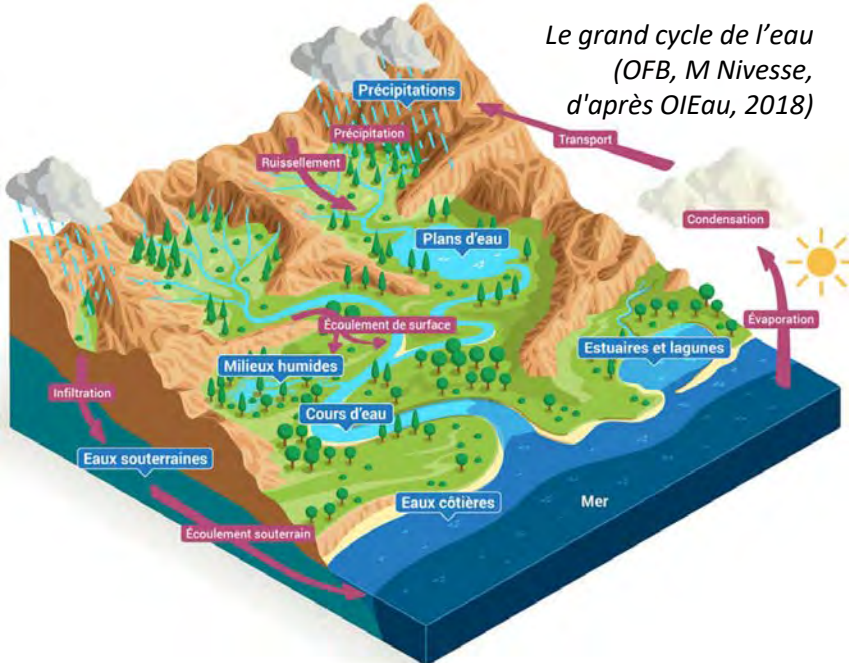 Le grand cycle de l'eau
(OFB, M Nivesse,
d'après OIEau, 2018)
Précipitations
Précipitation
Transport
Ruissellement
Condensation
Plans d'eau
Évaporation
Écoulement de surface
Estuaires et lagunes
Milieux humides
Infiltration
Cours d'eau
Eaux souterraines
Eaux côtières
Mer
Écoulement souterrain